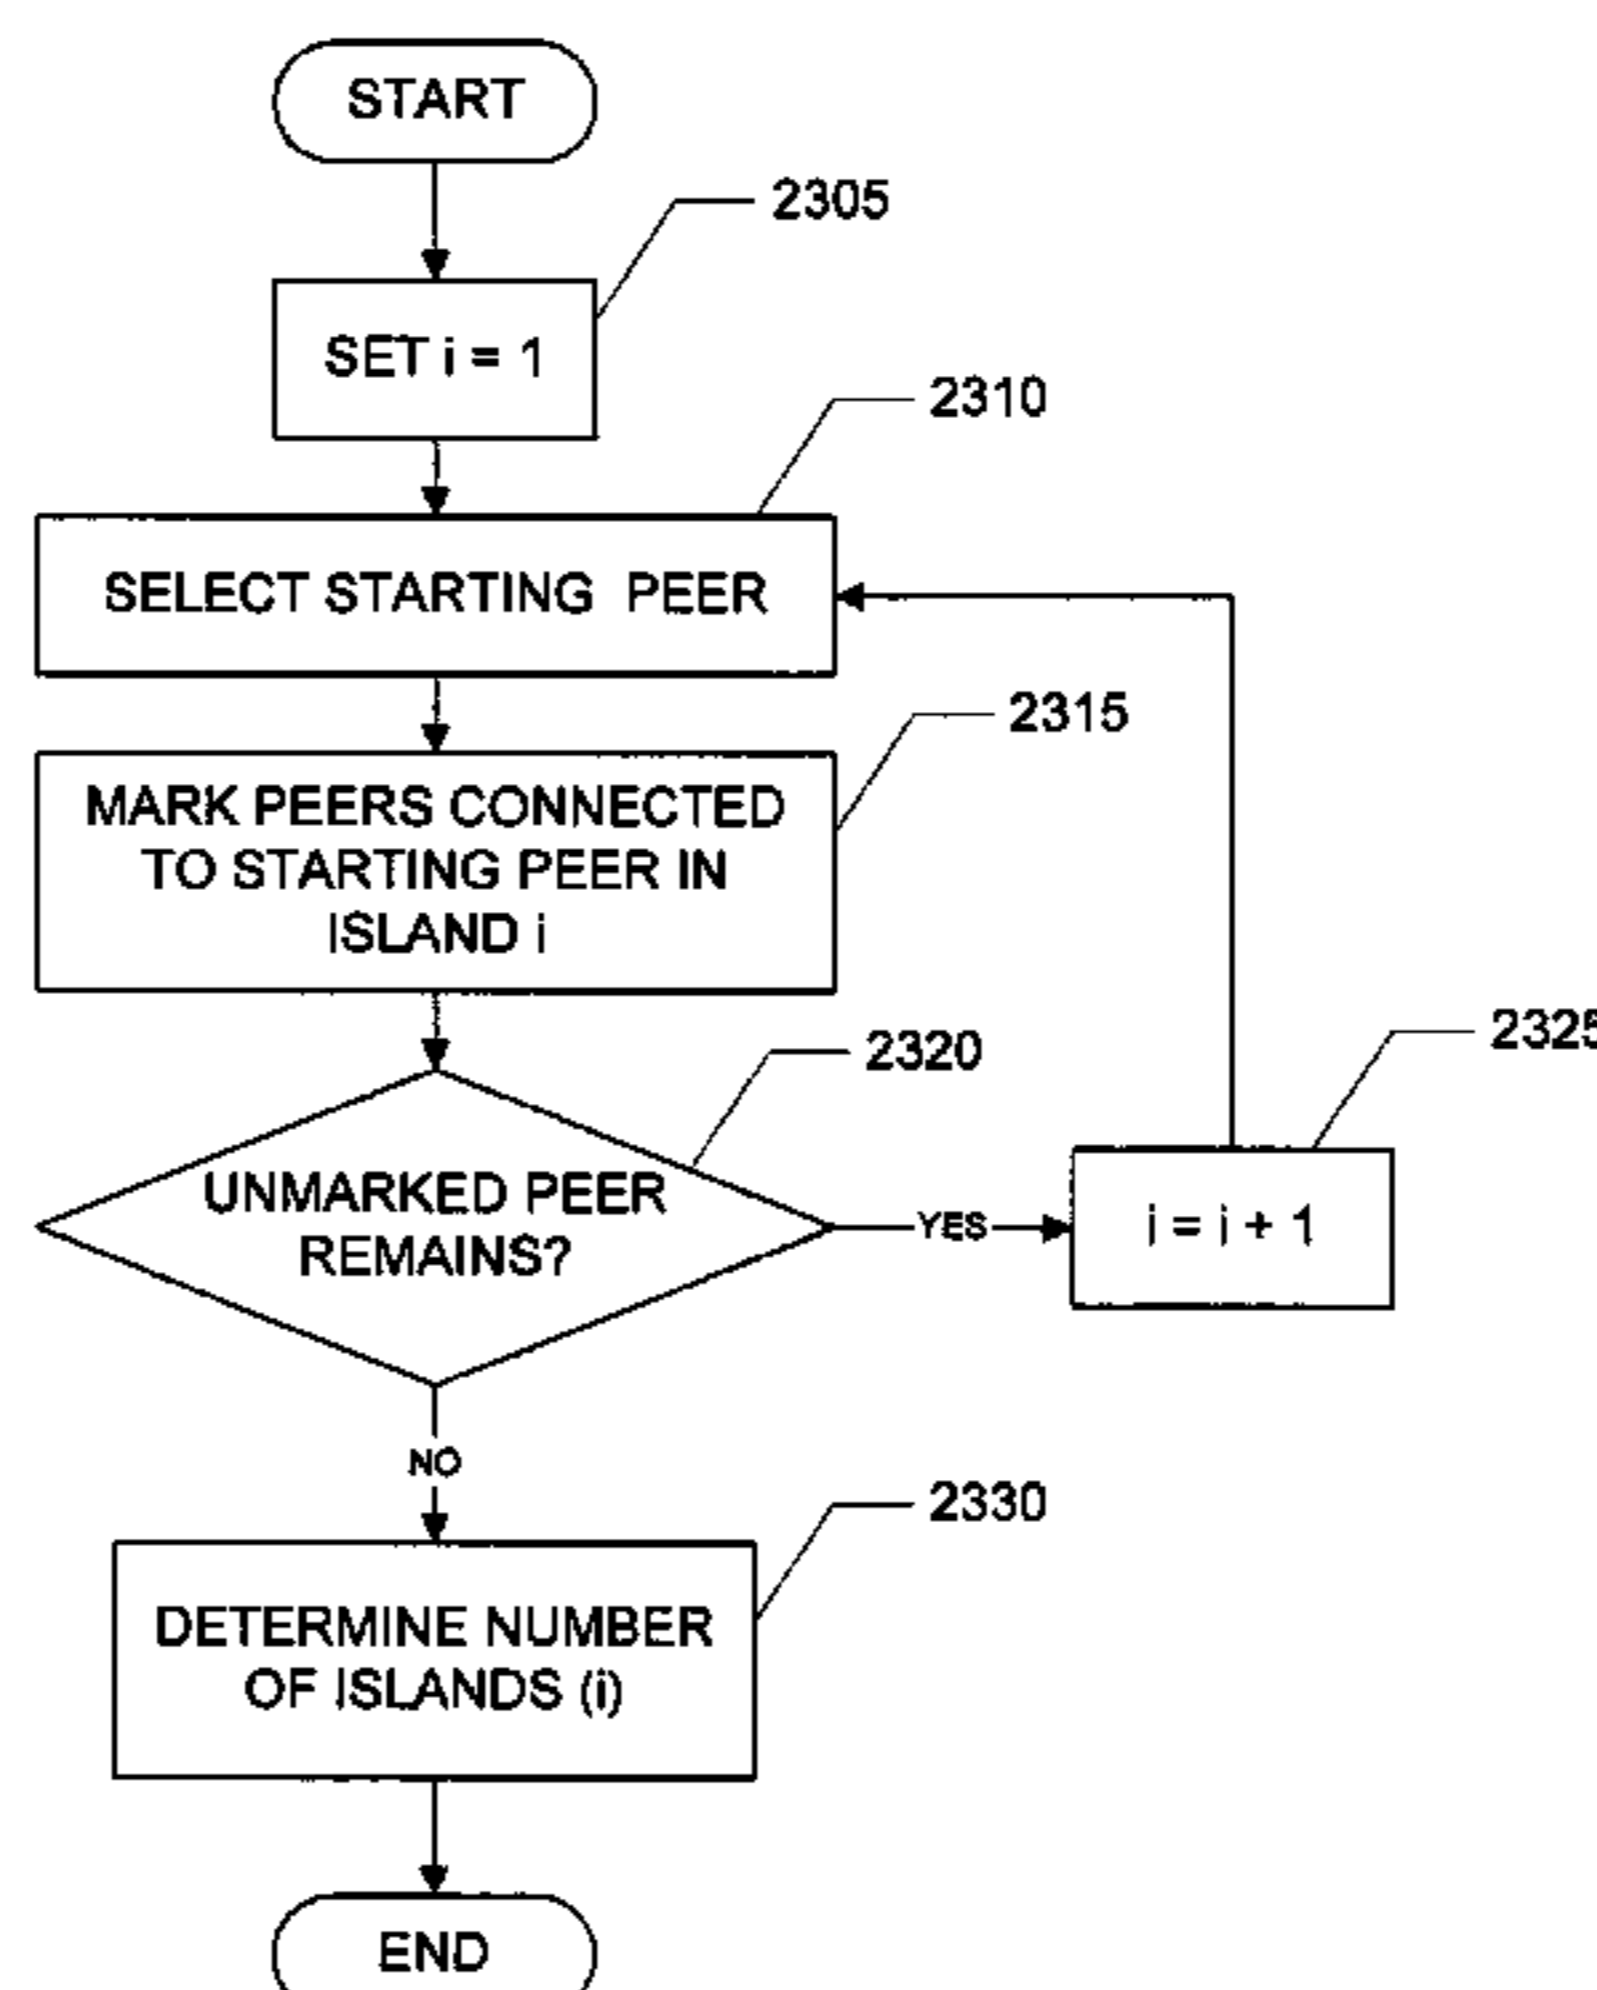 START
2305
SET i = 1
2310
SELECT STARTING PEER
2315
MARK PEERS CONNECTED
TO STARTING PEER IN
ISLAND i
2320
2325
UNMARKED PEER
REMAINS?
YES
i = i + 1
NO
2330
DETERMINE NUMBER
OF ISLANDS (i)
END